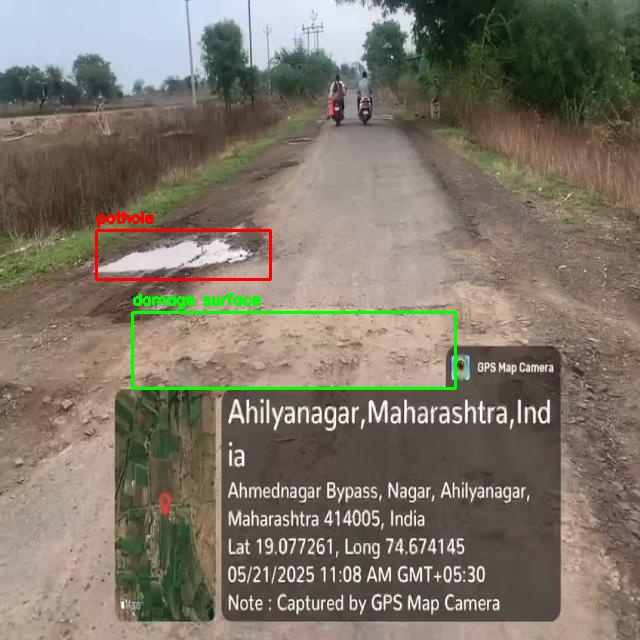 pothole
damage surface
GPS Map Camera
Ahilyanagar,Maharashtra,Ind
ia
Ahmednagar Bypass, Nagar, Ahilyanagar,
Maharashtra 414005, India
Lat 19.077261, Long 74.674145
05/21/2025 11:08 AM GMT+05:30
Note : Captured by GPS Map Camera
Maps